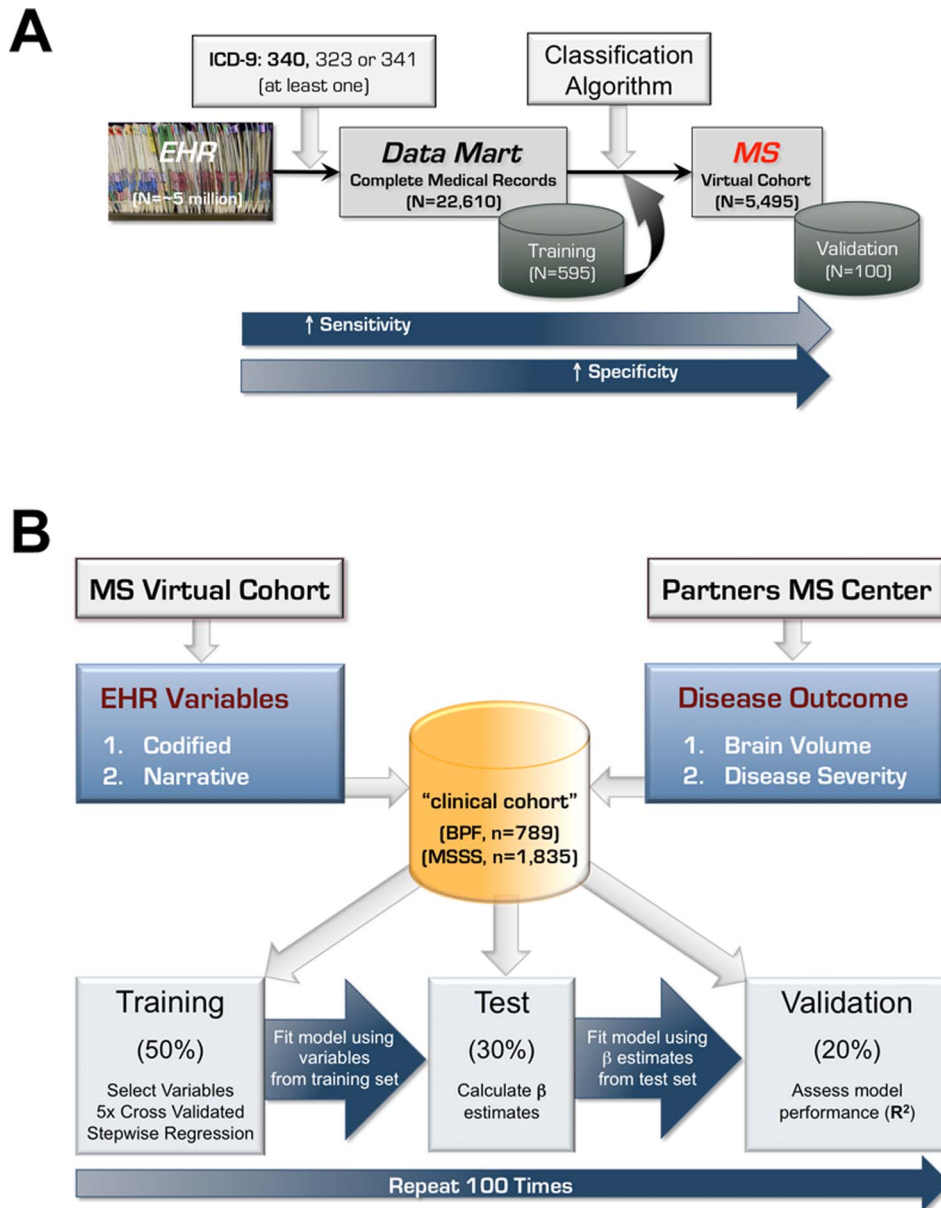 A
ICD-9: 340, 323 or 341
(at least one)
Classification
Algorithm
EHR
(N=~5 million)
Data Mart
Complete Medical Records
(N=22,610)
MS
Virtual Cohort
(N=5,495)
Training
(N=595)
Validation
(N=100)
↑ Sensitivity
↑ Specificity
B
MS Virtual Cohort
Partners MS Center
EHR Variables
1. Codified
2. Narrative
Disease Outcome
1. Brain Volume
2. Disease Severity
“clinical cohort”
(BPF, n=789)
(MSSS, n=1,835)
Training
(50%)
Select Variables
5x Cross Validated
Stepwise Regression
Fit model using
variables
from training set
Test
(30%)
Calculate β
estimates
Fit model using
β estimates
from test set
Validation
(20%)
Assess model
performance (R²)
Repeat 100 Times